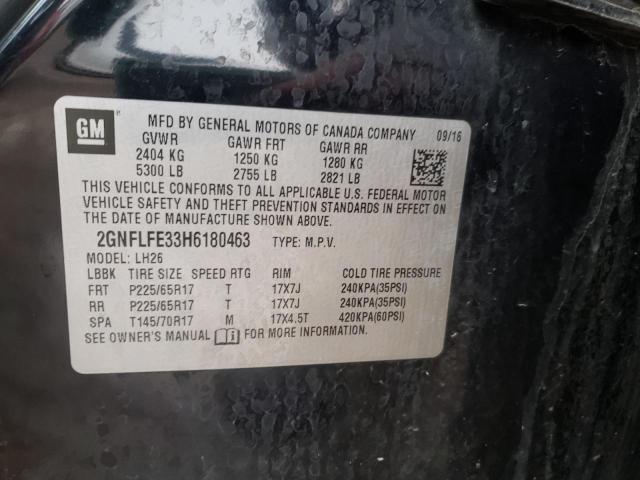 GM
MFD BY GENERAL MOTORS OF CANADA COMPANY 09/16
GVWR GAWR FRT GAWR RR
2404 KG 1250 KG 1280 KG
5300 LB 2755 LB 2821 LB
THIS VEHICLE CONFORMS TO ALL APPLICABLE U.S. FEDERAL MOTOR
VEHICLE SAFETY AND THEFT PREVENTION STANDARDS IN EFFECT ON
THE DATE OF MANUFACTURE SHOWN ABOVE.
2GNFLFE33H6180463 TYPE: M.P.V.
MODEL: LH26
LBBK TIRE SIZE SPEED RTG RIM COLD TIRE PRESSURE
FRT P225/65R17 T 17X7J 240KPA(35PSI)
RR P225/65R17 T 17X7J 240KPA(35PSI)
SPA T145/70R17 M 17X4.5T 420KPA(60PSI)
SEE OWNER'S MANUAL FOR MORE INFORMATION.